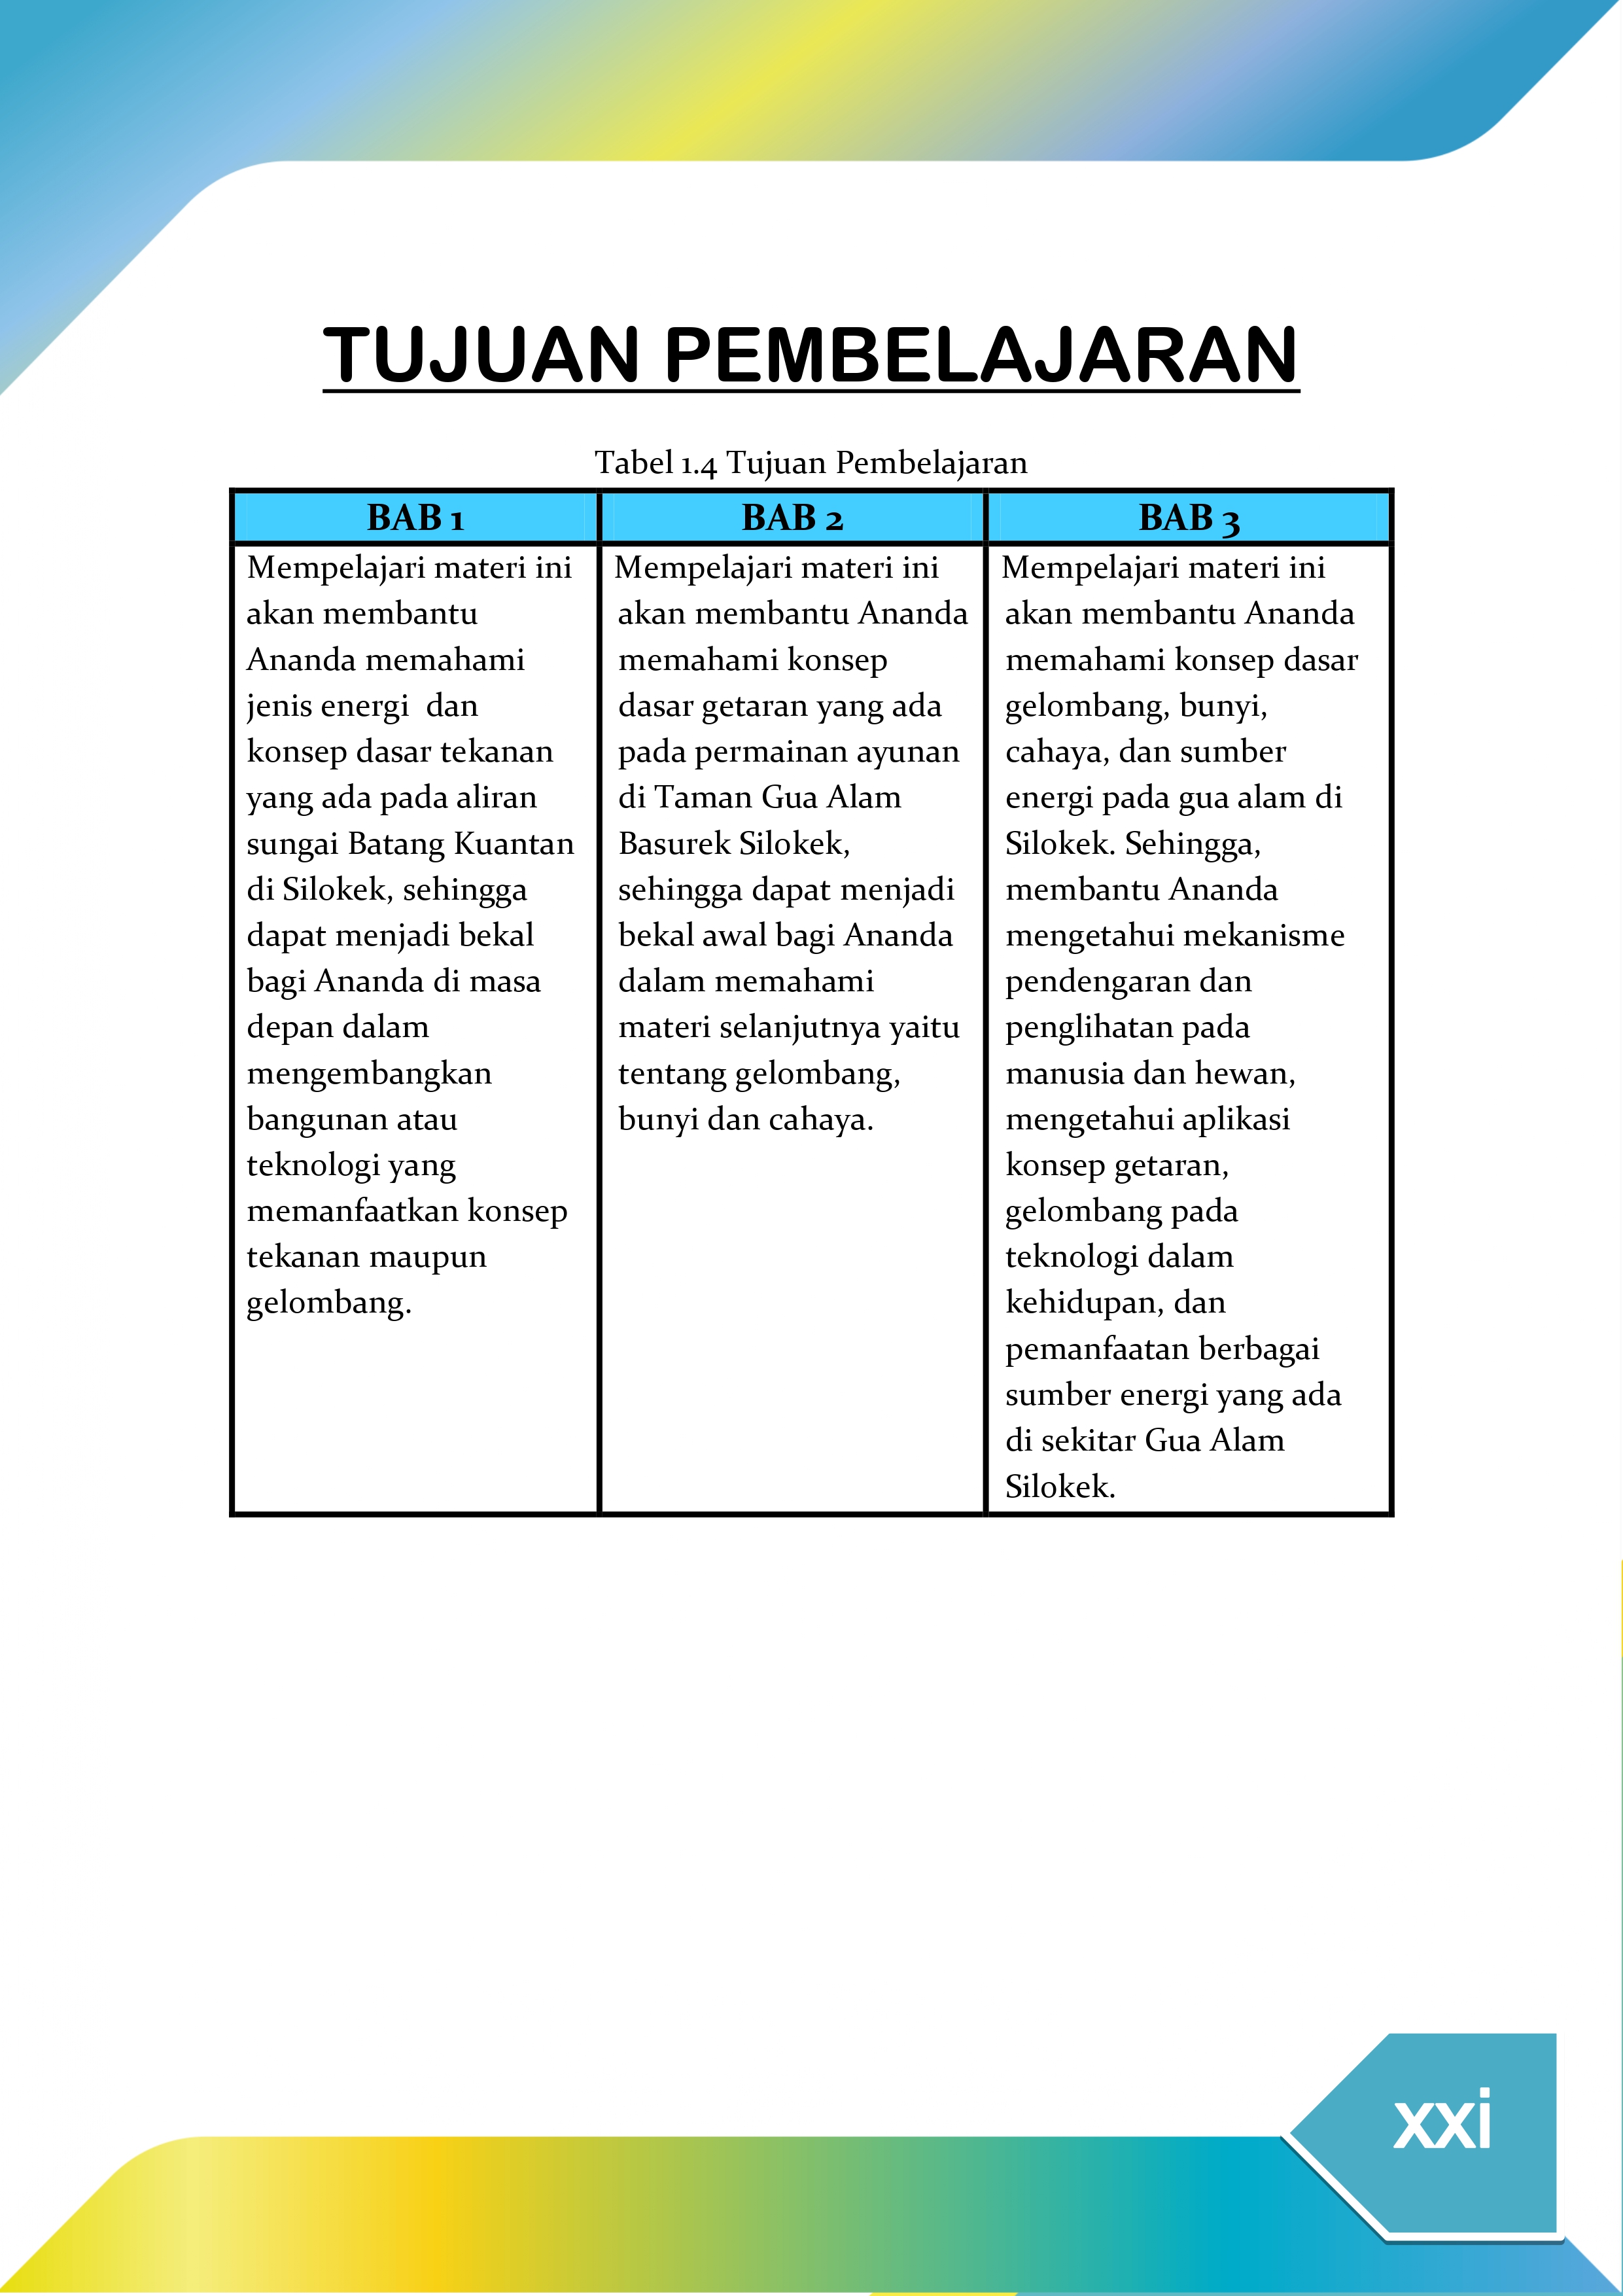 TUJUAN PEMBELAJARAN
Tabel 1.4 Tujuan Pembelajaran
BAB 1
Mempelajari materi ini
akan membantu
Ananda memahami
jenis energi  dan
konsep dasar tekanan
yang ada pada aliran
sungai Batang Kuantan
di Silokek, sehingga
dapat menjadi bekal
bagi Ananda di masa
depan dalam
mengembangkan
bangunan atau
teknologi yang
memanfaatkan konsep
tekanan maupun
gelombang.
BAB 2
Mempelajari materi ini
akan membantu Ananda
memahami konsep
dasar getaran yang ada
pada permainan ayunan
di Taman Gua Alam
Basurek Silokek,
sehingga dapat menjadi
bekal awal bagi Ananda
dalam memahami
materi selanjutnya yaitu
tentang gelombang,
bunyi dan cahaya.
BAB 3
Mempelajari materi ini
akan membantu Ananda
memahami konsep dasar
gelombang, bunyi,
cahaya, dan sumber
energi pada gua alam di
Silokek. Sehingga,
membantu Ananda
mengetahui mekanisme
pendengaran dan
penglihatan pada
manusia dan hewan,
mengetahui aplikasi
konsep getaran,
gelombang pada
teknologi dalam
kehidupan, dan
pemanfaatan berbagai
sumber energi yang ada
di sekitar Gua Alam
Silokek.
xxi